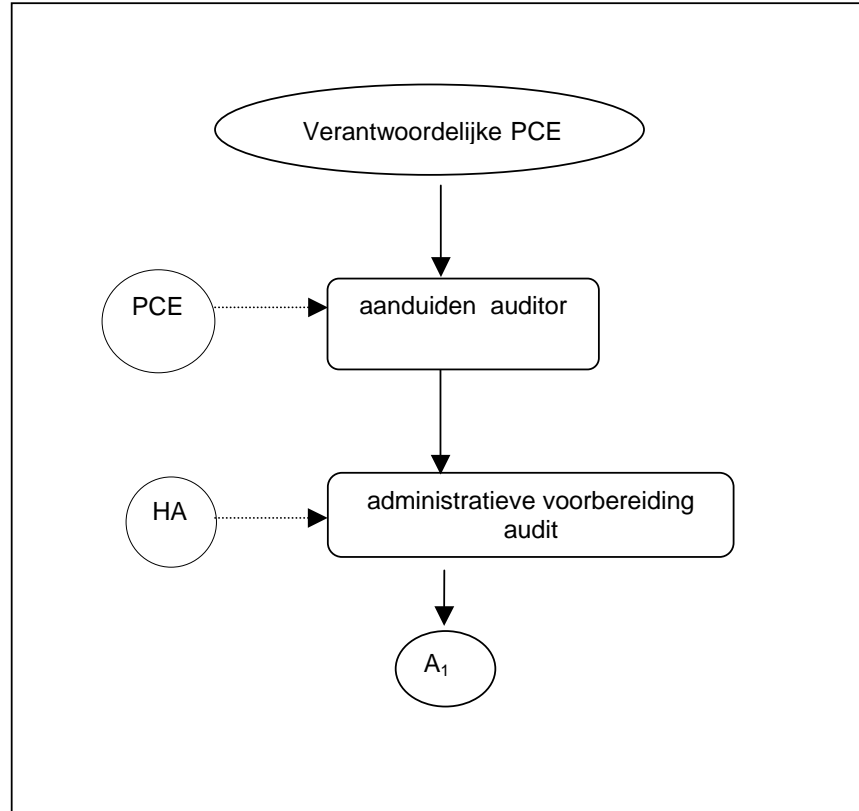 Verantwoordelijke PCE
PCE
aanduiden auditor
HA
administratieve voorbereiding
audit
A₁